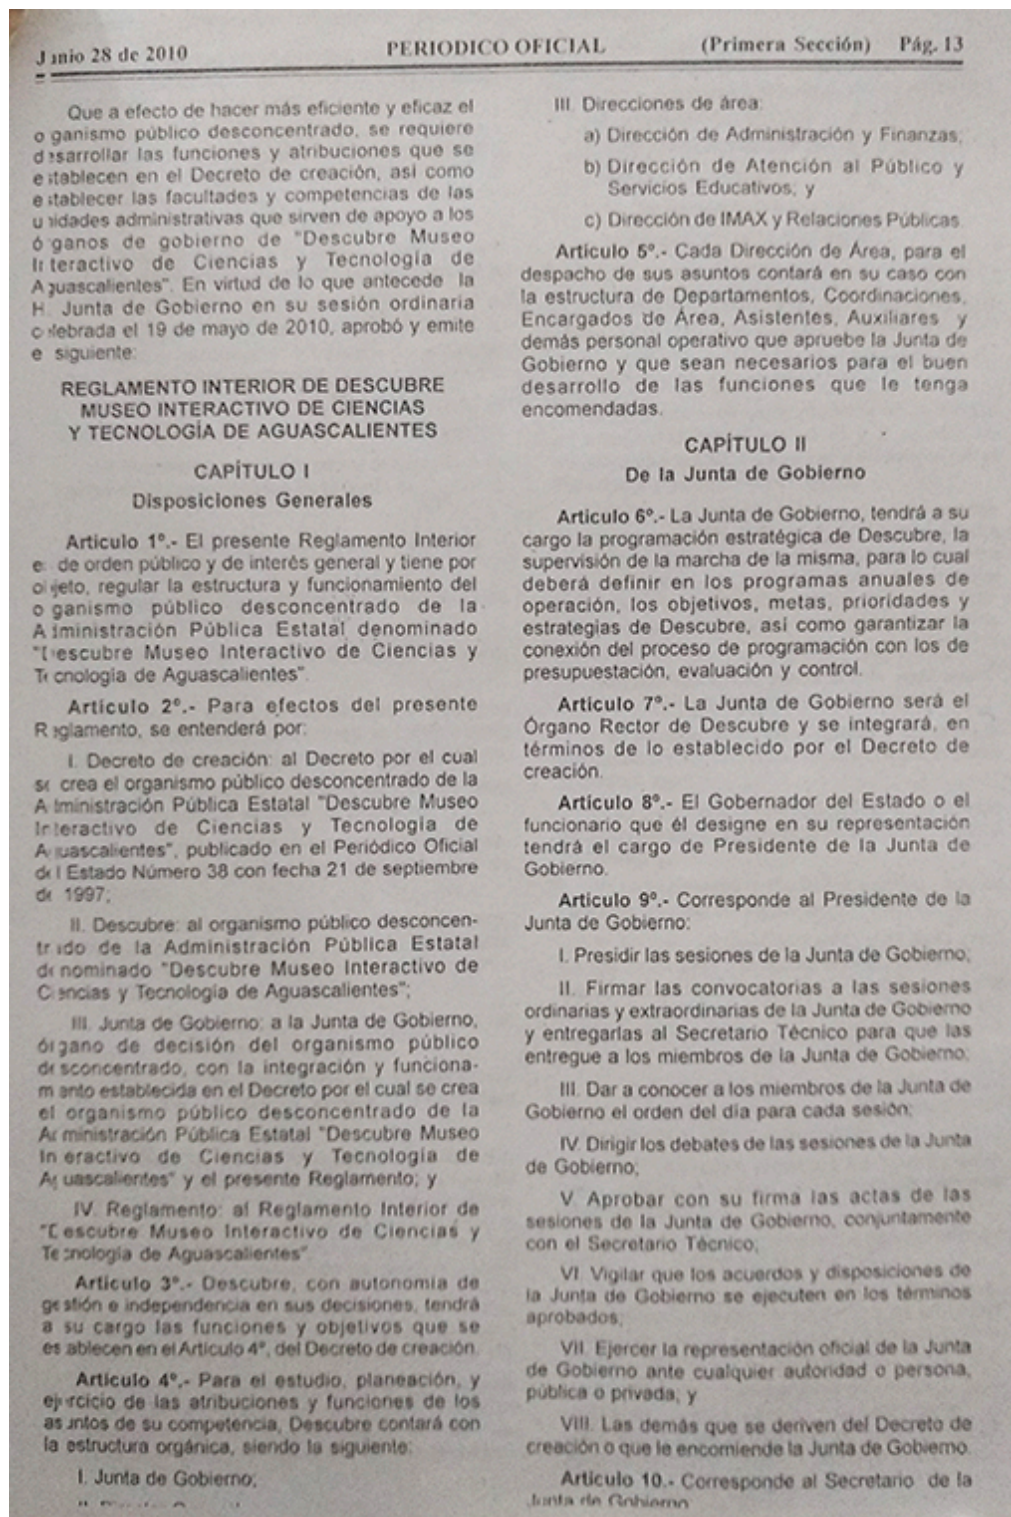 Junio 28 de 2010 PERIODICO OFICIAL (Primera Sección) Pág. 13
Que a efecto de hacer más eficiente y eficaz el
organismo público desconcentrado, se requiere
desarrollar las funciones y atribuciones que se
establecen en el Decreto de creación, así como
establecer las facultades y competencias de las
unidades administrativas que sirven de apoyo a los
órganos de gobierno de "Descubre Museo
Interactivo de Ciencias y Tecnología de
Aguascalientes". En virtud de lo que antecede la
H. Junta de Gobierno en su sesión ordinaria
celebrada el 19 de mayo de 2010, aprobó y emite
el siguiente:
REGLAMENTO INTERIOR DE DESCUBRE
MUSEO INTERACTIVO DE CIENCIAS
Y TECNOLOGÍA DE AGUASCALIENTES
CAPÍTULO I
Disposiciones Generales
Artículo 1º.- El presente Reglamento Interior
es de orden público y de interés general y tiene por
objeto, regular la estructura y funcionamiento del
organismo público desconcentrado de la
Administración Pública Estatal denominado
"Descubre Museo Interactivo de Ciencias y
Tecnología de Aguascalientes".
Artículo 2º.- Para efectos del presente
Reglamento, se entenderá por:
I. Decreto de creación: al Decreto por el cual
se crea el organismo público desconcentrado de la
Administración Pública Estatal "Descubre Museo
Interactivo de Ciencias y Tecnología de
Aguascalientes", publicado en el Periódico Oficial
del Estado Número 38 con fecha 21 de septiembre
de 1997;
II. Descubre: al organismo público desconcen-
trado de la Administración Pública Estatal
denominado "Descubre Museo Interactivo de
Ciencias y Tecnología de Aguascalientes";
III. Junta de Gobierno: a la Junta de Gobierno,
órgano de decisión del organismo público
desconcentrado, con la integración y funciona-
miento establecida en el Decreto por el cual se crea
el organismo público desconcentrado de la
Administración Pública Estatal "Descubre Museo
Interactivo de Ciencias y Tecnología de
Aguascalientes" y el presente Reglamento; y
IV. Reglamento: al Reglamento Interior de
"Descubre Museo Interactivo de Ciencias y
Tecnología de Aguascalientes".
Artículo 3º.- Descubre, con autonomía de
gestión e independencia en sus decisiones, tendrá
a su cargo las funciones y objetivos que se
establecen en el Artículo 4º, del Decreto de creación.
Artículo 4º.- Para el estudio, planeación, y
ejercicio de las atribuciones y funciones de los
asuntos de su competencia, Descubre contará con
la estructura orgánica, siendo la siguiente:
I. Junta de Gobierno;
III. Direcciones de área:
a) Dirección de Administración y Finanzas;
b) Dirección de Atención al Público y
Servicios Educativos; y
c) Dirección de IMAX y Relaciones Públicas.
Artículo 5º.- Cada Dirección de Área, para el
despacho de sus asuntos contará en su caso con
la estructura de Departamentos, Coordinaciones,
Encargados de Área, Asistentes, Auxiliares y
demás personal operativo que apruebe la Junta de
Gobierno y que sean necesarios para el buen
desarrollo de las funciones que le tenga
encomendadas.
CAPÍTULO II
De la Junta de Gobierno
Artículo 6º.- La Junta de Gobierno, tendrá a su
cargo la programación estratégica de Descubre, la
supervisión de la marcha de la misma, para lo cual
deberá definir en los programas anuales de
operación, los objetivos, metas, prioridades y
estrategias de Descubre, así como garantizar la
conexión del proceso de programación con los de
presupuestación, evaluación y control.
Artículo 7º.- La Junta de Gobierno será el
Órgano Rector de Descubre y se integrará, en
términos de lo establecido por el Decreto de
creación.
Artículo 8º.- El Gobernador del Estado o el
funcionario que él designe en su representación
tendrá el cargo de Presidente de la Junta de
Gobierno.
Artículo 9º.- Corresponde al Presidente de la
Junta de Gobierno:
I. Presidir las sesiones de la Junta de Gobierno;
II. Firmar las convocatorias a las sesiones
ordinarias y extraordinarias de la Junta de Gobierno
y entregarlas al Secretario Técnico para que las
entregue a los miembros de la Junta de Gobierno;
III. Dar a conocer a los miembros de la Junta de
Gobierno el orden del día para cada sesión;
IV. Dirigir los debates de las sesiones de la Junta
de Gobierno;
V. Aprobar con su firma las actas de las
sesiones de la Junta de Gobierno, conjuntamente
con el Secretario Técnico;
VI. Vigilar que los acuerdos y disposiciones de
la Junta de Gobierno se ejecuten en los términos
aprobados;
VII. Ejercer la representación oficial de la Junta
de Gobierno ante cualquier autoridad o persona,
pública o privada; y
VIII. Las demás que se deriven del Decreto de
creación o que le encomiende la Junta de Gobierno.
Artículo 10.- Corresponde al Secretario de la
Junta de Gobierno